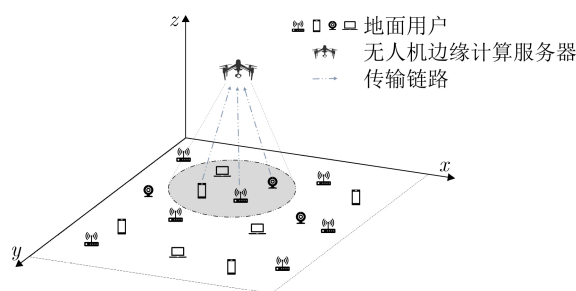 z
地面用户
无人机边缘计算服务器
传输链路
x
y